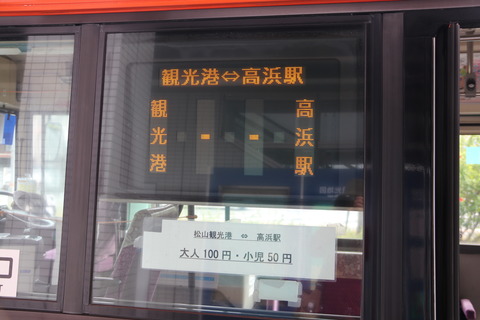 観光港⇔高浜駅
観光港
高浜駅
松山観光港 ⇔ 高浜駅
大人100円・小児50円